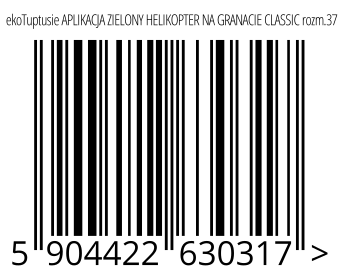 ekoTuptusie APLIKACJA ZIELONY HELIKOPTER NA GRANACIE CLASSIC rozm.37
5 904422 630317 >